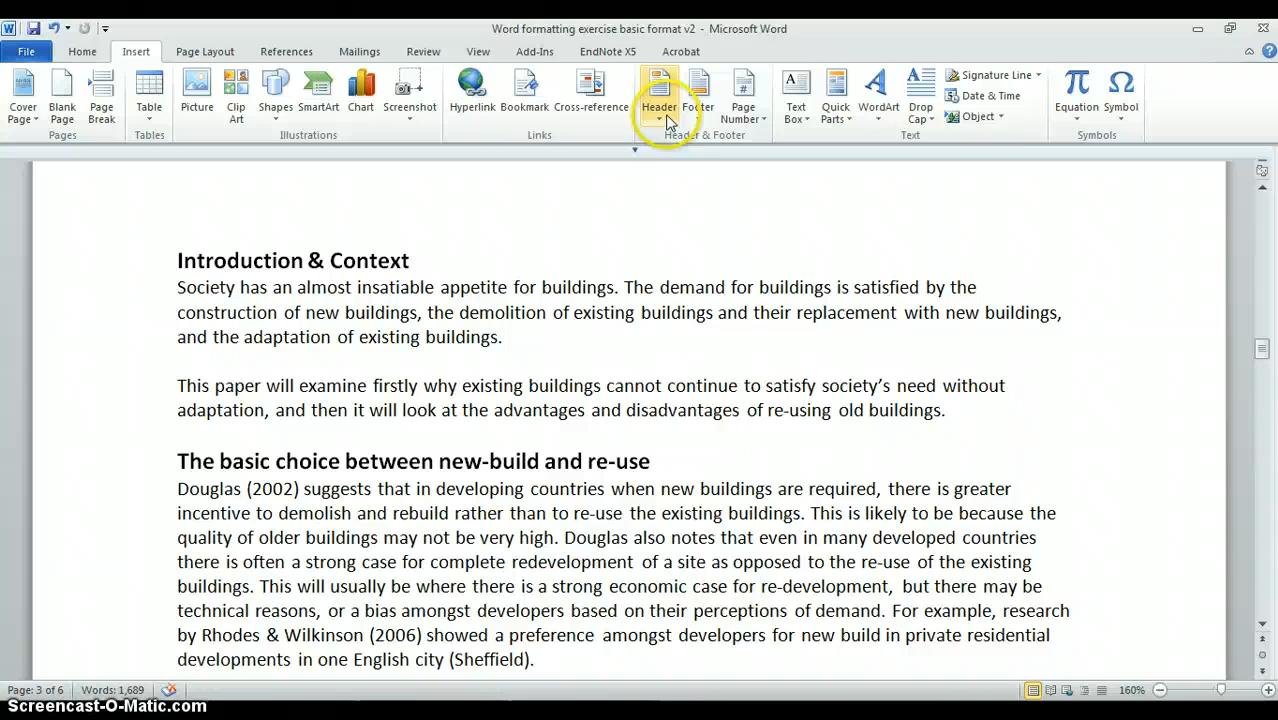 Word formatting exercise basic format v2 - Microsoft Word
File Home Insert Page Layout References Mailings Review View Add-Ins EndNote X5 Acrobat
Cover Page Blank Page Page Break Table Picture Clip Art Shapes SmartArt Chart Screenshot Hyperlink Bookmark Cross-reference Header Footer Page Number Text Box Quick Parts WordArt Drop Cap Signature Line Date & Time Object Equation Symbol
Pages Tables Illustrations Links Header & Footer Text Symbols
Introduction & Context
Society has an almost insatiable appetite for buildings. The demand for buildings is satisfied by the
construction of new buildings, the demolition of existing buildings and their replacement with new buildings,
and the adaptation of existing buildings.
This paper will examine firstly why existing buildings cannot continue to satisfy society’s need without
adaptation, and then it will look at the advantages and disadvantages of re-using old buildings.
The basic choice between new-build and re-use
Douglas (2002) suggests that in developing countries when new buildings are required, there is greater
incentive to demolish and rebuild rather than to re-use the existing buildings. This is likely to be because the
quality of older buildings may not be very high. Douglas also notes that even in many developed countries
there is often a strong case for complete redevelopment of a site as opposed to the re-use of the existing
buildings. This will usually be where there is a strong economic case for re-development, but there may be
technical reasons, or a bias amongst developers based on their perceptions of demand. For example, research
by Rhodes & Wilkinson (2006) showed a preference amongst developers for new build in private residential
developments in one English city (Sheffield).
Page: 3 of 6 Words: 1,689 160%
Screencast-O-Matic.com